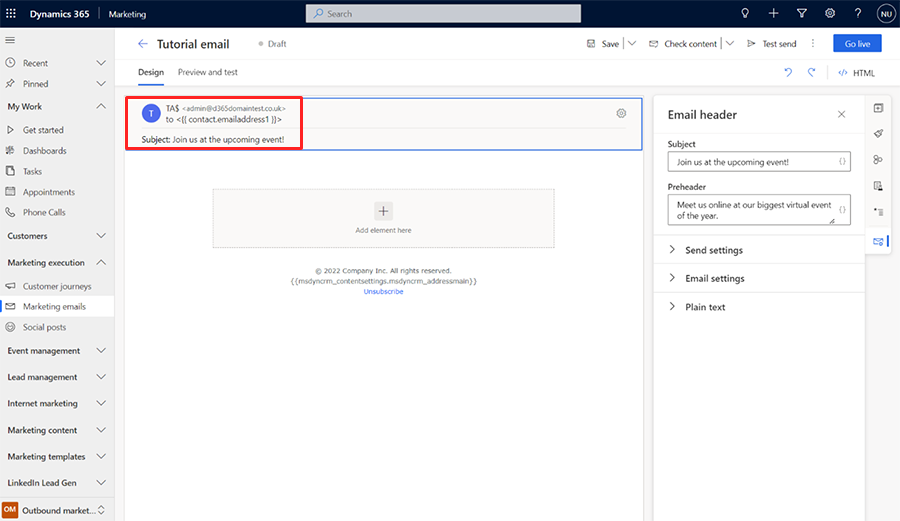 Dynamics 365
Marketing
Search
NU
Recent
Pinned
My Work
Get started
Dashboards
Tasks
Appointments
Phone Calls
Customers
Marketing execution
Customer journeys
Marketing emails
Social posts
Event management
Lead management
Internet marketing
Marketing content
Marketing templates
LinkedIn Lead Gen
OM Outbound market...
Tutorial email
Draft
Save
Check content
Test send
Go live
Design
Preview and test
HTML
T
TA$ <admin@d365domaintest.co.uk>
to <{{ contact.emailaddress1 }}>
Subject: Join us at the upcoming event!
+
Add element here
© 2022 Company Inc. All rights reserved.
{{msdyncrm_contentsettings.msdyncrm_addressmain}}
Unsubscribe
Email header
Subject
Join us at the upcoming event! {}
Preheader
Meet us online at our biggest virtual event {}
of the year.
Send settings
Email settings
Plain text